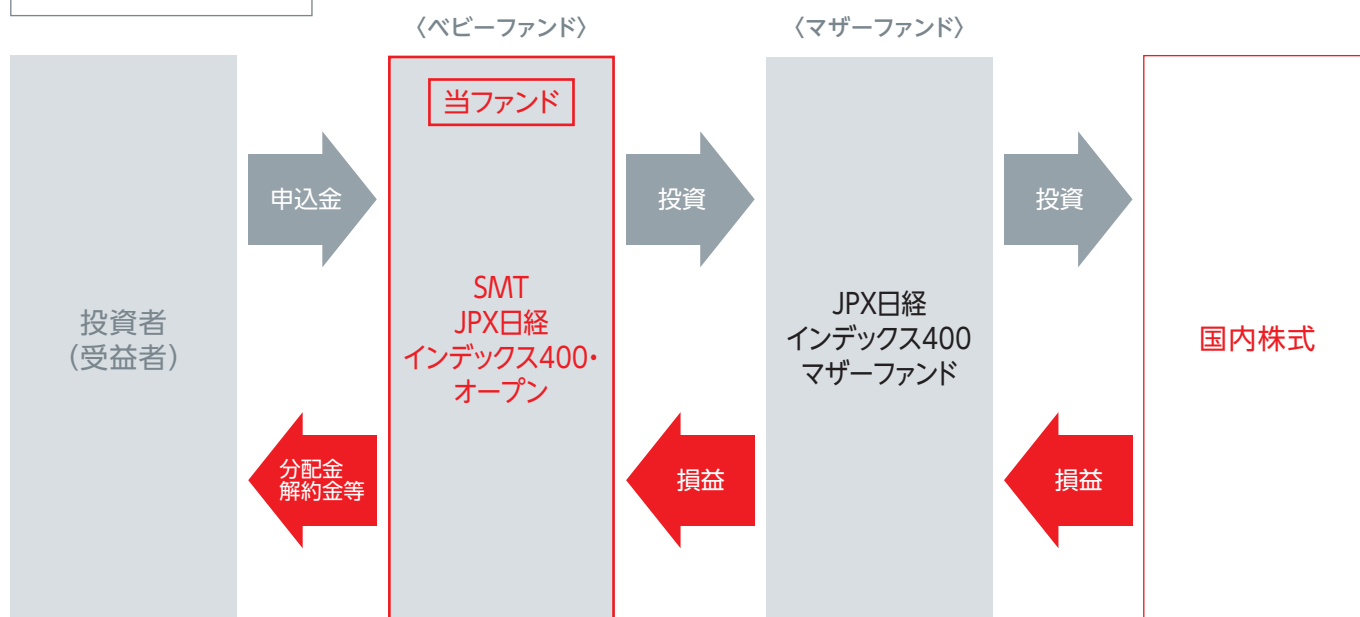 〈ベビーファンド〉
〈マザーファンド〉
当ファンド
申込金
投資
投資
投資者
(受益者)
SMT
JPX日経
インデックス400・
オープン
JPX日経
インデックス400
マザーファンド
国内株式
分配金
解約金等
損益
損益